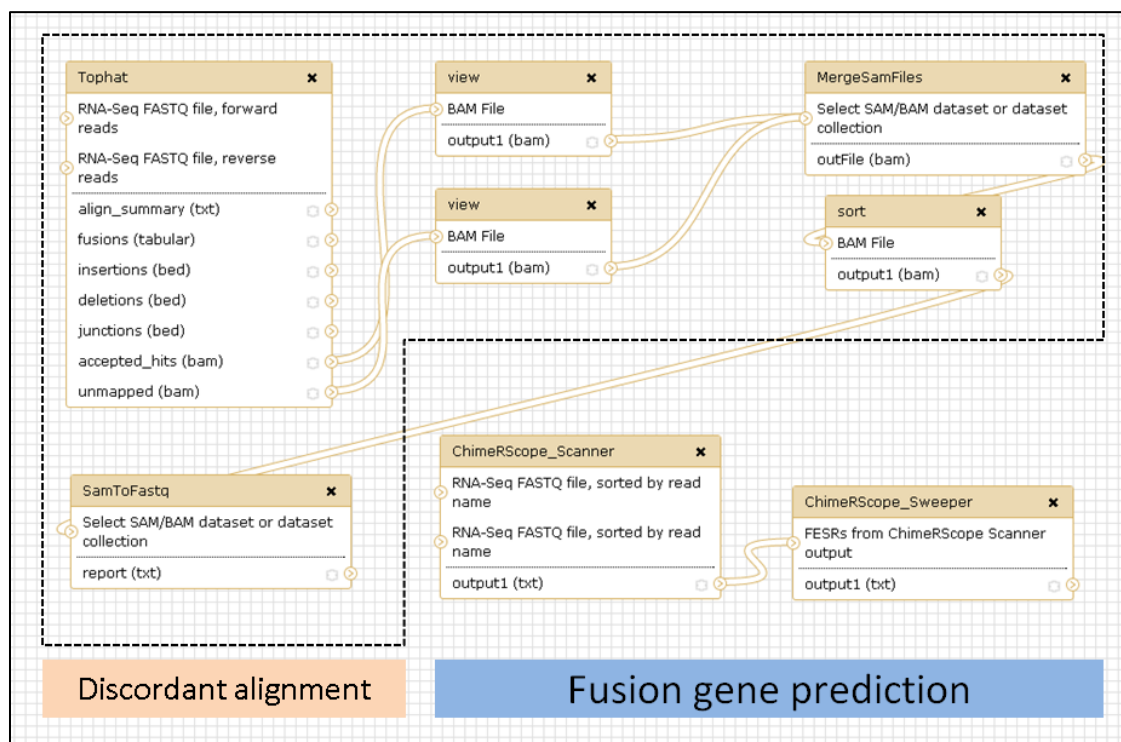 Tophat
RNA-Seq FASTQ file, forward
reads
RNA-Seq FASTQ file, reverse
reads
align_summary (txt)
fusions (tabular)
insertions (bed)
deletions (bed)
junctions (bed)
accepted_hits (bam)
unmapped (bam)
view
BAM File
output1 (bam)
view
BAM File
output1 (bam)
MergeSamFiles
Select SAM/BAM dataset or dataset
collection
outFile (bam)
sort
BAM File
output1 (bam)
SamToFastq
Select SAM/BAM dataset or dataset
collection
report (txt)
ChimeRScope_Scanner
RNA-Seq FASTQ file, sorted by read
name
RNA-Seq FASTQ file, sorted by read
name
output1 (txt)
ChimeRScope_Sweeper
FESRs from ChimeRScope Scanner
output
output1 (txt)
Discordant alignment
Fusion gene prediction